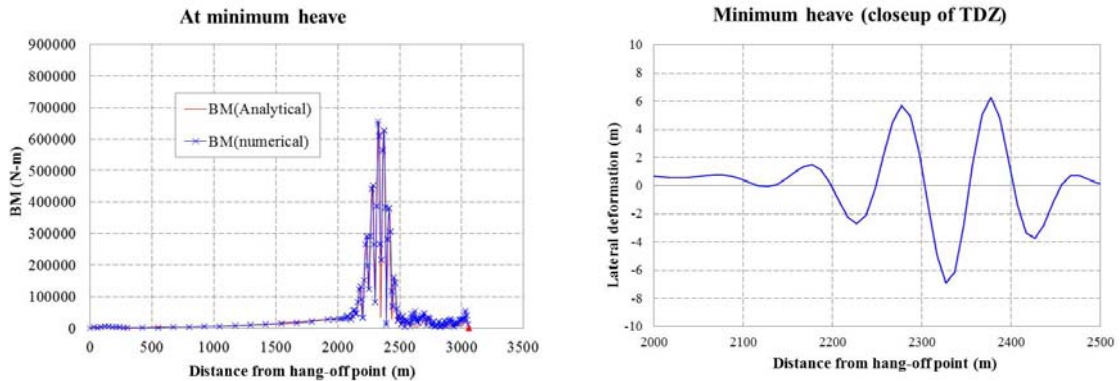 At minimum heave
900000
800000
700000
600000
500000
400000
300000
200000
100000
0
BM (N-m)
BM(Analytical)
BM(numerical)
0 500 1000 1500 2000 2500 3000 3500
Distance from hang-off point (m)
Minimum heave (closeup of TDZ)
10
8
6
4
2
0
-2
-4
-6
-8
-10
Lateral deformation (m)
2000 2100 2200 2300 2400 2500
Distance from hang-off point (m)